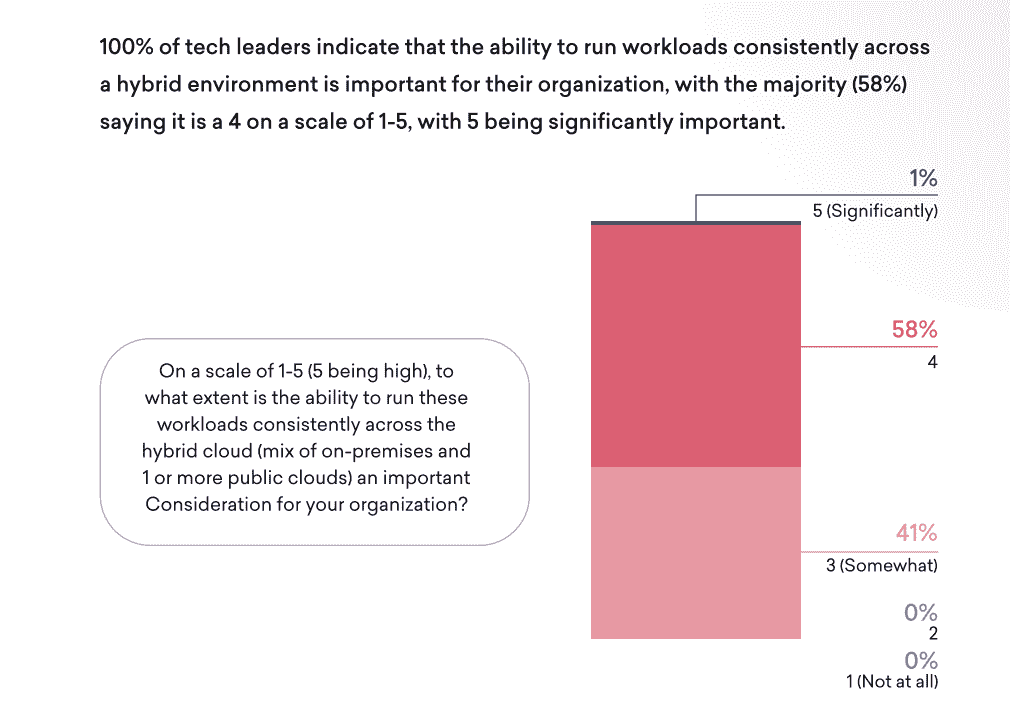 100% of tech leaders indicate that the ability to run workloads consistently across
a hybrid environment is important for their organization, with the majority (58%)
saying it is a 4 on a scale of 1-5, with 5 being significantly important.
1%
5 (Significantly)
58%
4
On a scale of 1-5 (5 being high), to
what extent is the ability to run these
workloads consistently across the
hybrid cloud (mix of on-premises and
1 or more public clouds) an important
Consideration for your organization?
41%
3 (Somewhat)
0%
2
0%
1 (Not at all)